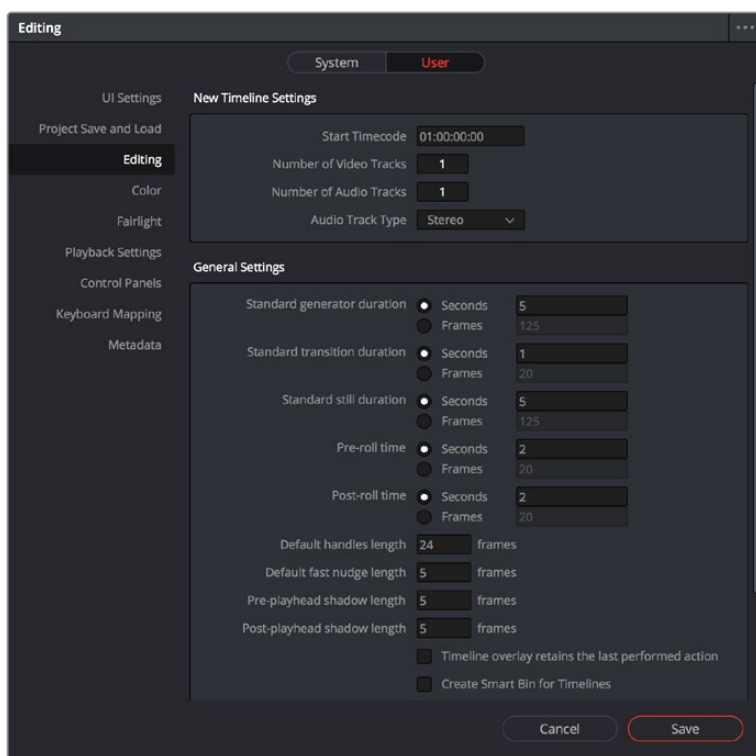 Editing
System User
UI Settings
Project Save and Load
Editing
Color
Fairlight
Playback Settings
Control Panels
Keyboard Mapping
Metadata
New Timeline Settings
Start Timecode 01:00:00:00
Number of Video Tracks 1
Number of Audio Tracks 1
Audio Track Type Stereo
General Settings
Standard generator duration Seconds 5
Frames 125
Standard transition duration Seconds 1
Frames 20
Standard still duration Seconds 5
Frames 125
Pre-roll time Seconds 2
Frames 20
Post-roll time Seconds 2
Frames 20
Default handles length 24 frames
Default fast nudge length 5 frames
Pre-playhead shadow length 5 frames
Post-playhead shadow length 5 frames
Timeline overlay retains the last performed action
Create Smart Bin for Timelines
Cancel Save